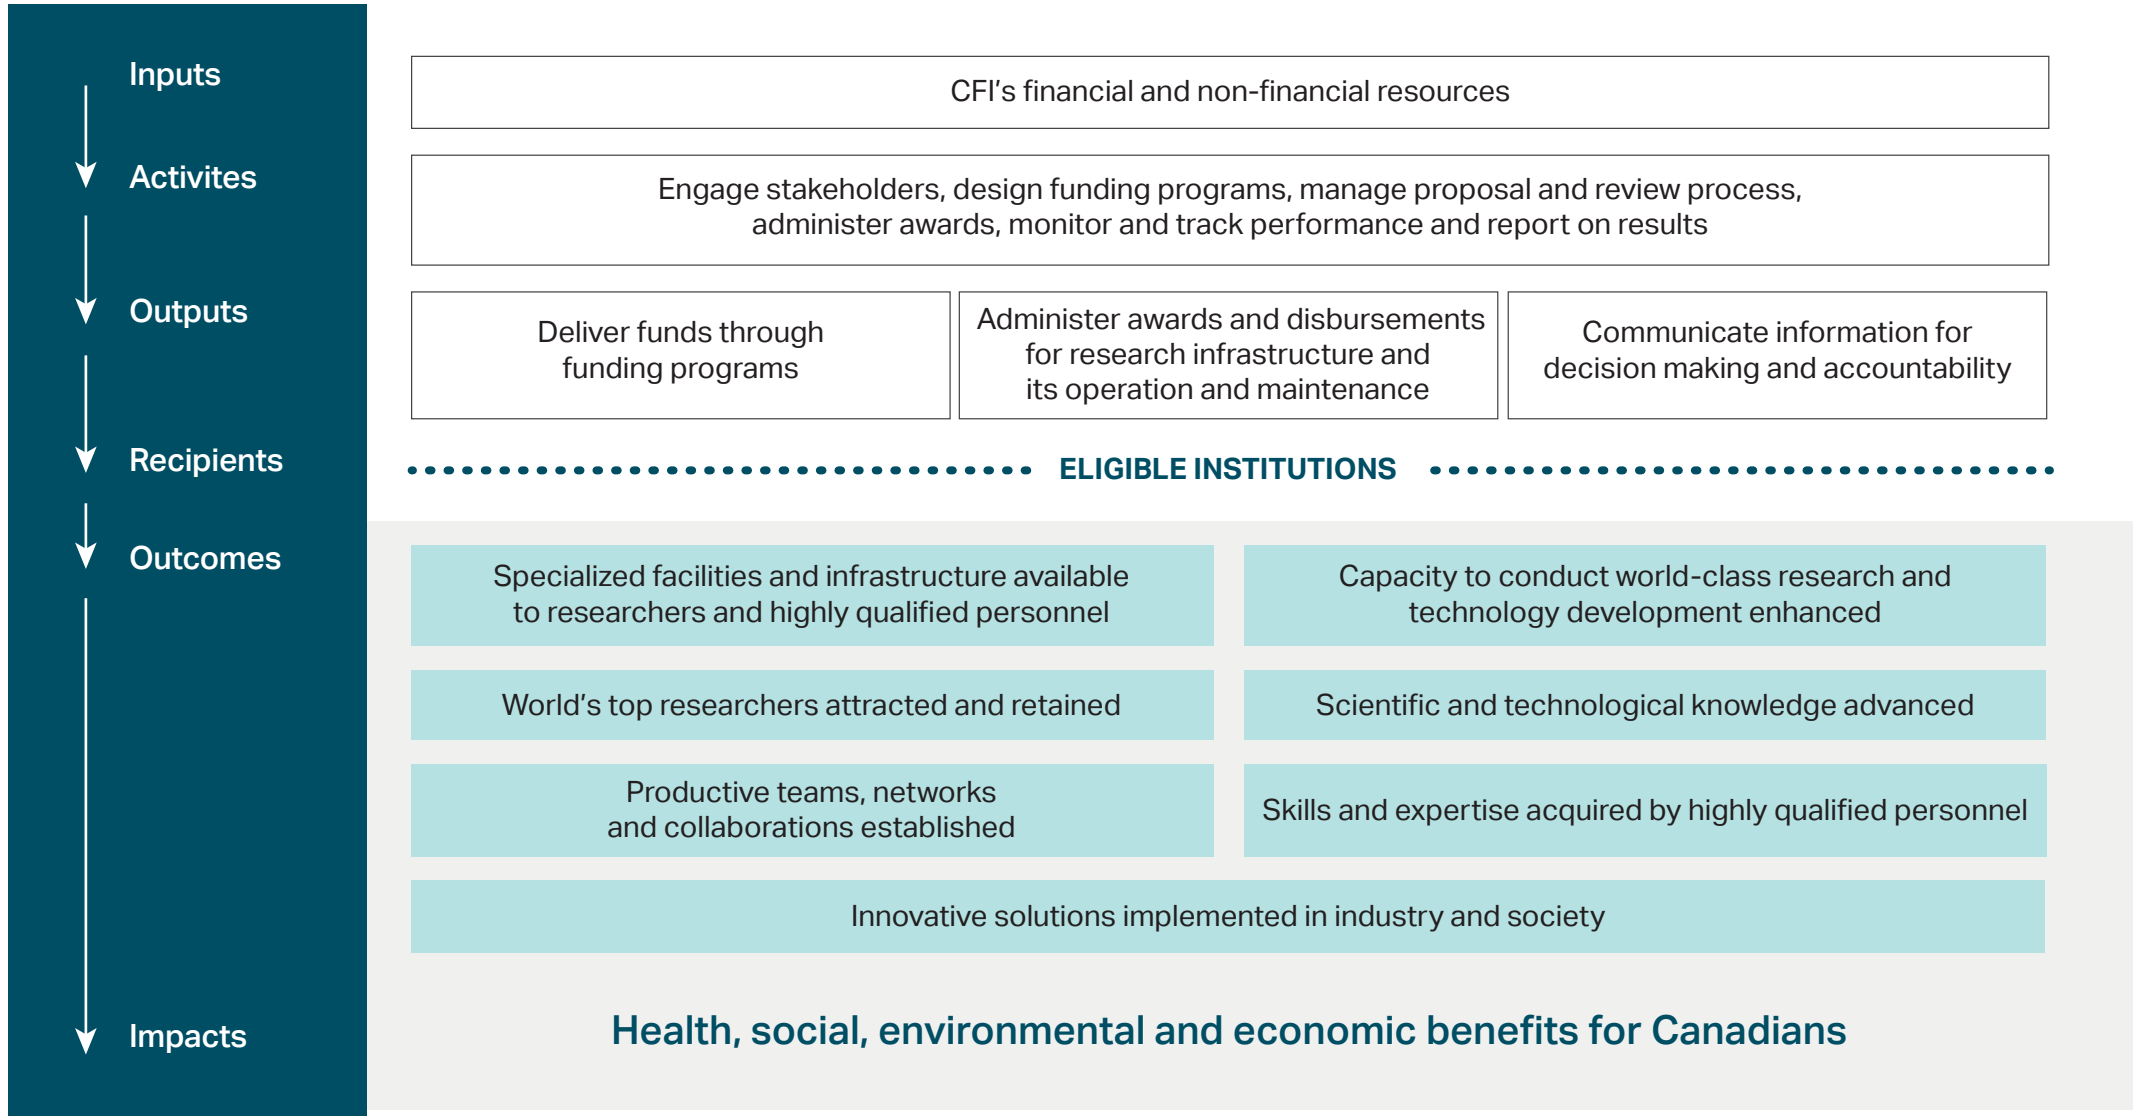 Inputs
CFI's financial and non-financial resources
Activites
Engage stakeholders, design funding programs, manage proposal and review process,
administer awards, monitor and track performance and report on results
Outputs
Deliver funds through
funding programs
Administer awards and disbursements
for research infrastructure and
its operation and maintenance
Communicate information for
decision making and accountability
Recipients
ELIGIBLE INSTITUTIONS
Outcomes
Specialized facilities and infrastructure available
to researchers and highly qualified personnel
Capacity to conduct world-class research and
technology development enhanced
World's top researchers attracted and retained
Scientific and technological knowledge advanced
Productive teams, networks
and collaborations established
Skills and expertise acquired by highly qualified personnel
Innovative solutions implemented in industry and society
Impacts
Health, social, environmental and economic benefits for Canadians